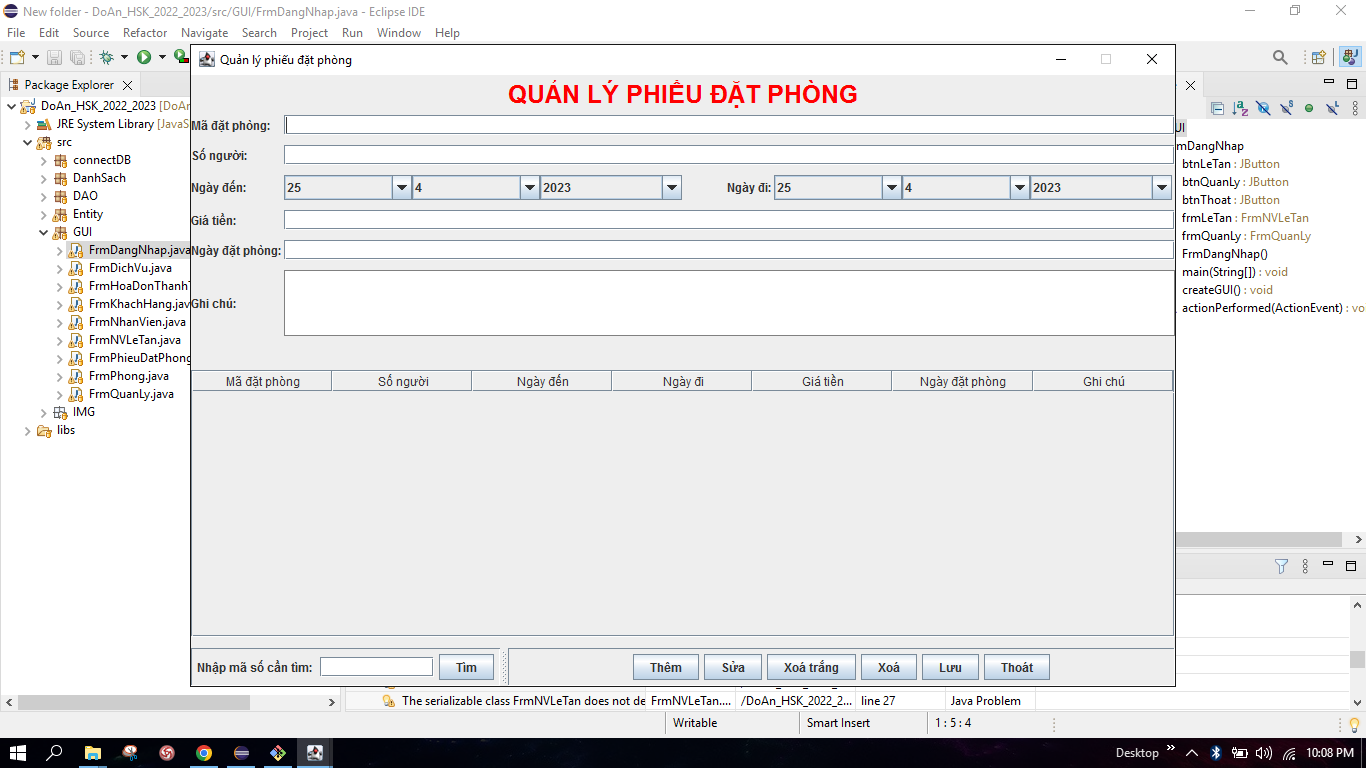 New folder - DoAn_HSK_2022_2023/src/GUI/FrmDangNhap.java - Eclipse IDE
File Edit Source Refactor Navigate Search Project Run Window Help
Package Explorer
DoAn_HSK_2022_2023 [DoAn
JRE System Library [JavaS
src
connectDB
DanhSach
DAO
Entity
GUI
FrmDangNhap.java
FrmDichVu.java
FrmHoaDonThanhT
FrmKhachHang.java
FrmNhanVien.java
FrmNVLeTan.java
FrmPhieuDatPhong
FrmPhong.java
FrmQuanLy.java
IMG
libs
Quản lý phiếu đặt phòng
QUÁN LÝ PHIẾU ĐẶT PHÒNG
Mã đặt phòng:
Số người:
Ngày đến: 25 4 2023 Ngày đi: 25 4 2023
Giá tiền:
Ngày đặt phòng:
Ghi chú:
Mã đặt phòng Số người Ngày đến Ngày đi Giá tiền Ngày đặt phòng Ghi chú
Nhập mã số cần tìm: Tìm Thêm Sửa Xoá trắng Xoá Lưu Thoát
UI
mDangNhap
btnLeTan : JButton
btnQuanLy : JButton
btnThoat : JButton
frmLeTan : FrmNVLeTan
frmQuanLy : FrmQuanLy
FrmDangNhap()
main(String[]) : void
createGUI() : void
actionPerformed(ActionEvent) : vo
The serializable class FrmNVLeTan does not de FrmNVLeTan.... /DoAn_HSK_2022_2... line 27 Java Problem
Writable Smart Insert 1 : 5 : 4
Desktop 10:08 PM